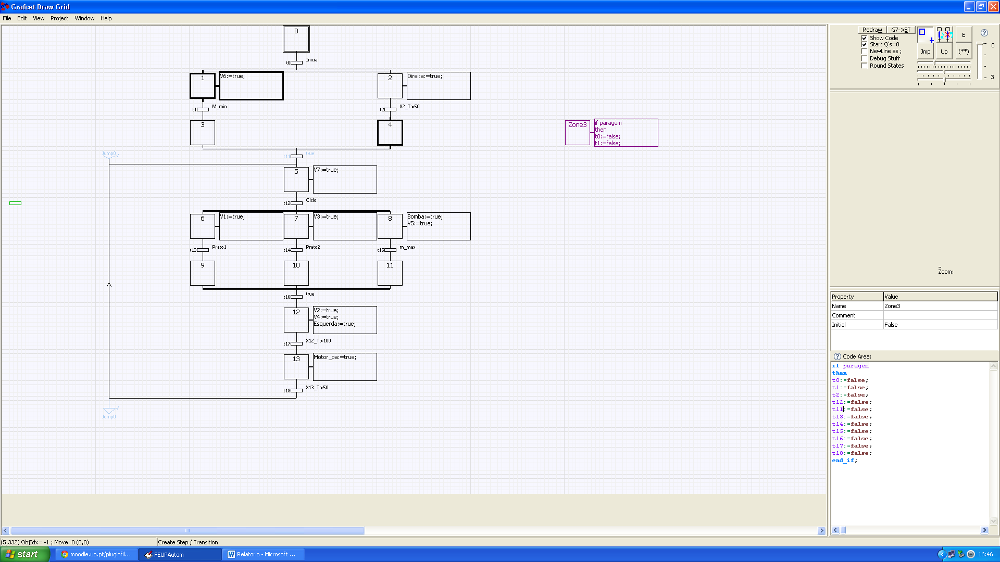 Grafcet Draw Grid
File Edit View Project Window Help
0
t0 Inicia
1 V6:=true;
2 Direita:=true;
t1 M_min
t2 X2_T>50
3
4
Zone3 if paragem
then
t0:=false;
t1:=false;
Jump0
t11 true
5 V7:=true;
t12 Ciclo
6 V1:=true;
7 V3:=true;
8 Bomba:=true;
V5:=true;
t13 Prato1
t14 Prato2
t15 m_max
9
10
11
t16 true
12 V2:=true;
V4:=true;
Esquerda:=true;
t17 X12_T>100
13 Motor_pa:=true;
t18 X13_T>50
Jump0
Redraw G7->ST
Show Code
Start Q's=0
NewLine as ;
Debug Stuff
Round States
E
Jmp Up (**)
0
3
Zoom:
Property Value
Name Zone3
Comment
Initial False
Code Area:
if paragem
then
t0:=false;
t1:=false;
t2:=false;
t12:=false;
t11:=false;
t13:=false;
t14:=false;
t15:=false;
t16:=false;
t17:=false;
t18:=false;
end_if;
(5,332) ObjIdx= -1 ; Move: 0 (0,0) Create Step / Transition
start moodle.up.pt/pluginfil... FEUPAutom Relatorio - Microsoft ... 16:46